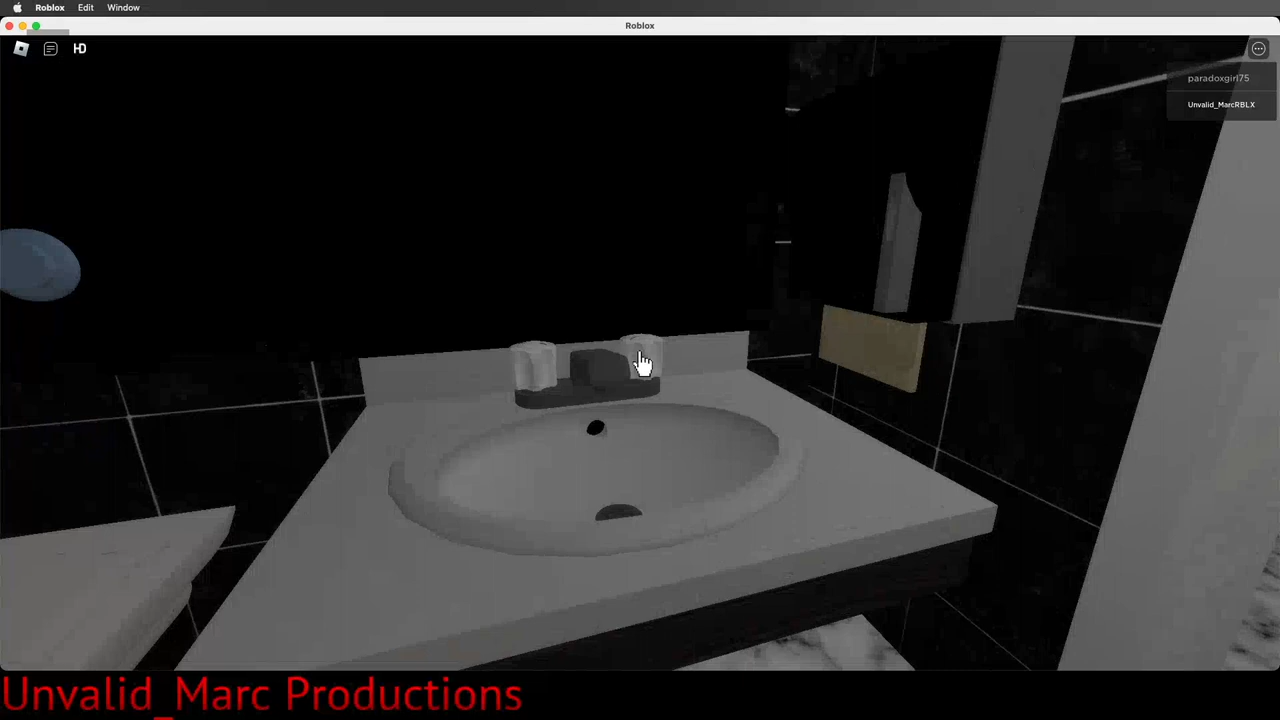 Roblox Edit Window
Roblox
HD
paradoxgirl75
Unvalid_MarcRBLX
Unvalid_Marc Productions